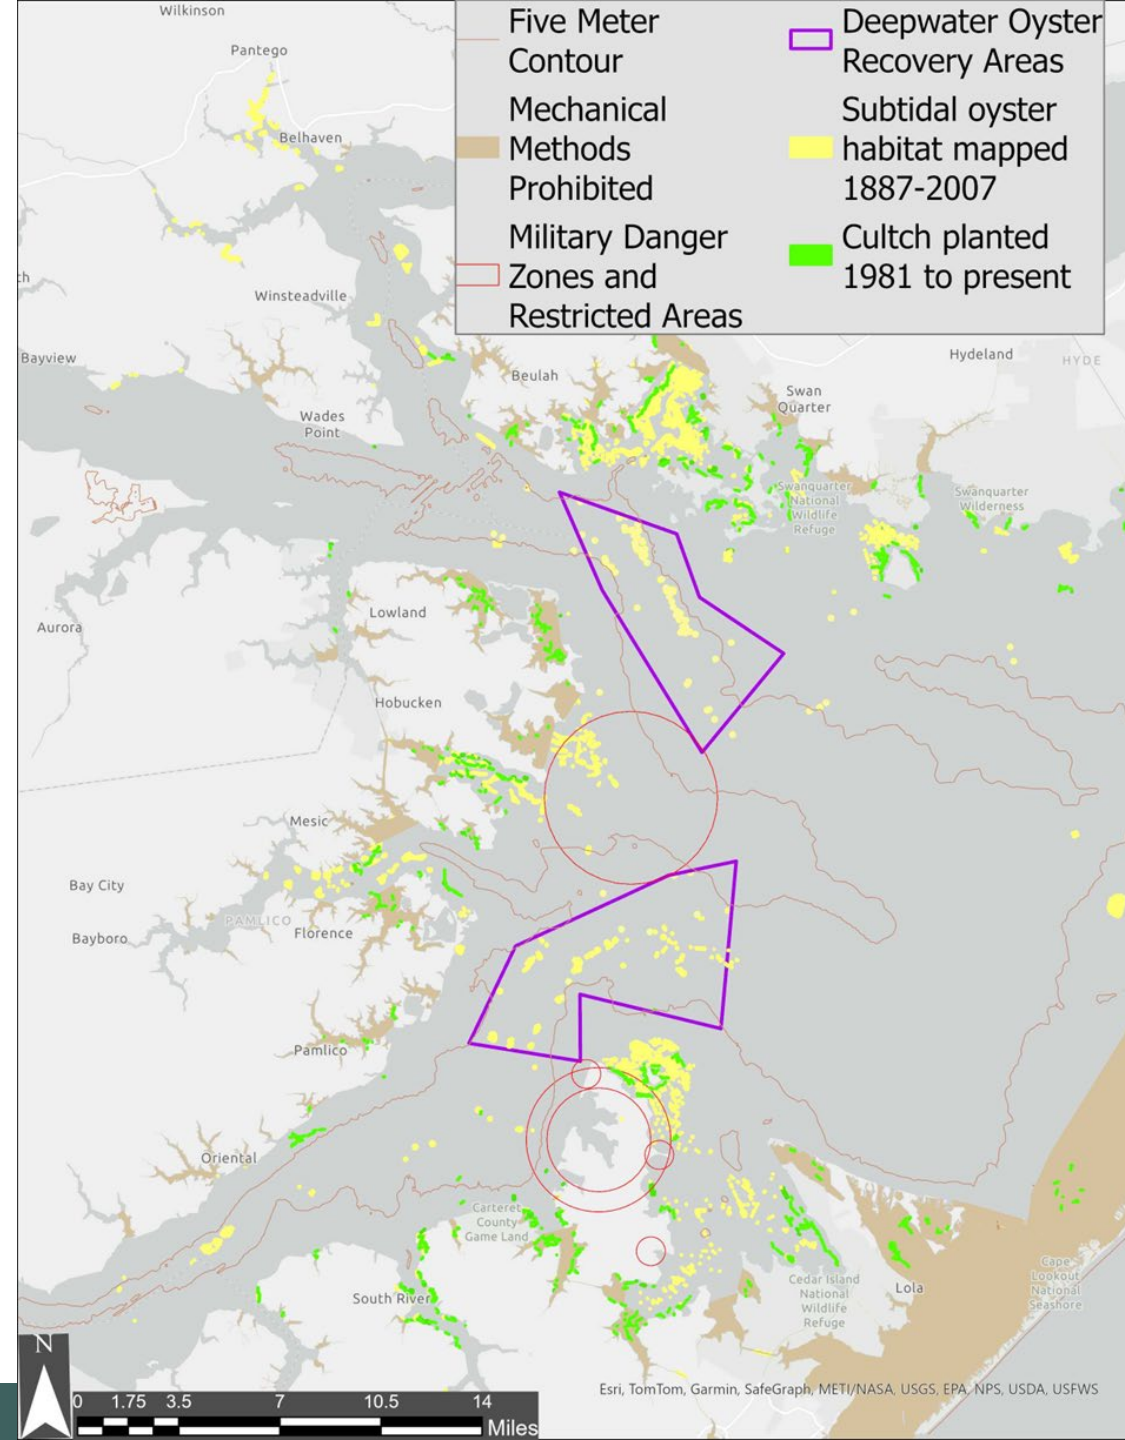 Wilkinson
Pantego
Belhaven
Five Meter
Contour
Mechanical
Methods
Prohibited
Military Danger
Zones and
Restricted Areas
Deepwater Oyster
Recovery Areas
Subtidal oyster
habitat mapped
1887-2007
Cultch planted
1981 to present
th
Winsteadville
Bayview
Beulah
Hydeland
HYDE
Swan
Quarter
Wades
Point
Swanquarter
National
Wildlife
Refuge
Swanquarter
Wilderness
Lowland
Aurora
Hobucken
Mesic
Bay City
PAMLICO
Bayboro
Florence
Pamlico
Oriental
Carteret
County
Game Land
South River
Cedar Island
National
Wildlife
Refuge
Lola
Cape
Lookout
National
Seashore
N
0 1.75 3.5 7 10.5 14
Miles
Esri, TomTom, Garmin, SafeGraph, METI/NASA, USGS, EPA, NPS, USDA, USFWS